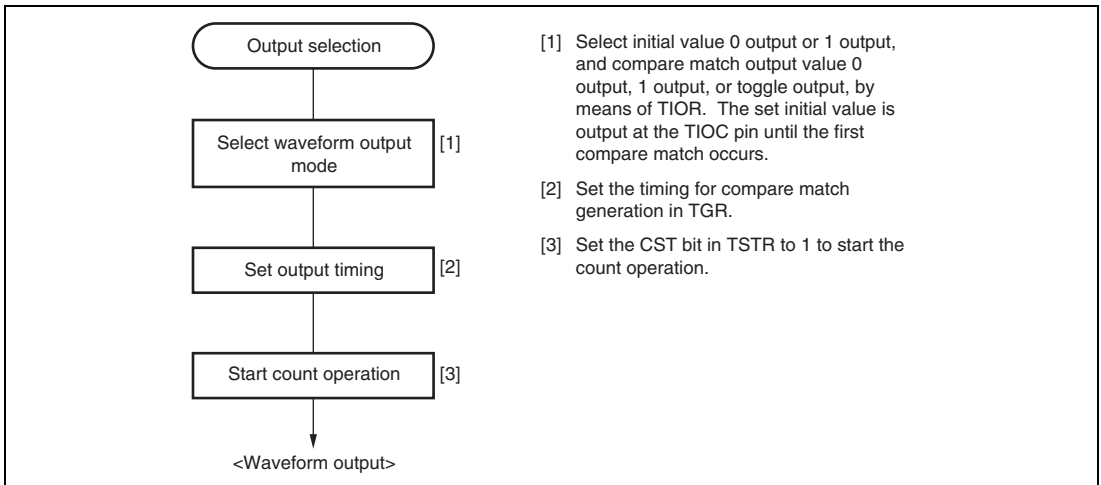 Output selection
Select waveform output
mode
[1]
Set output timing
[2]
Start count operation
[3]
<Waveform output>
[1] Select initial value 0 output or 1 output,
and compare match output value 0
output, 1 output, or toggle output, by
means of TIOR. The set initial value is
output at the TIOC pin until the first
compare match occurs.
[2] Set the timing for compare match
generation in TGR.
[3] Set the CST bit in TSTR to 1 to start the
count operation.